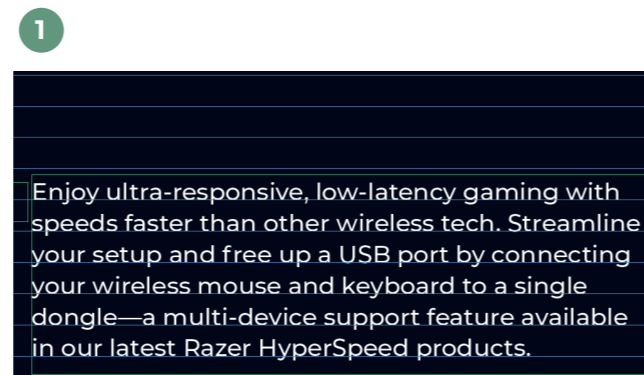 1
Enjoy ultra-responsive, low-latency gaming with
speeds faster than other wireless tech. Streamline
your setup and free up a USB port by connecting
your wireless mouse and keyboard to a single
dongle—a multi-device support feature available
in our latest Razer HyperSpeed products.